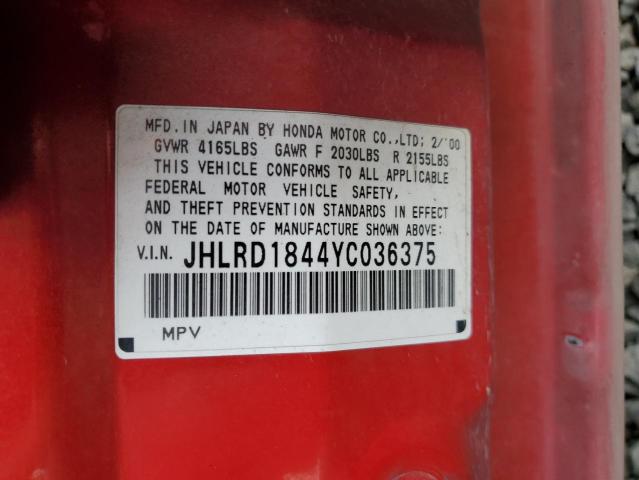 MFD.IN JAPAN BY HONDA MOTOR CO.,LTD; 2/'00
GVWR 4165LBS GAWR F 2030LBS R 2155LBS
THIS VEHICLE CONFORMS TO ALL APPLICABLE
FEDERAL MOTOR VEHICLE SAFETY,
AND THEFT PREVENTION STANDARDS IN EFFECT
ON THE DATE OF MANUFACTURE SHOWN ABOVE:
V.I.N. JHLRD1844YC036375
MPV